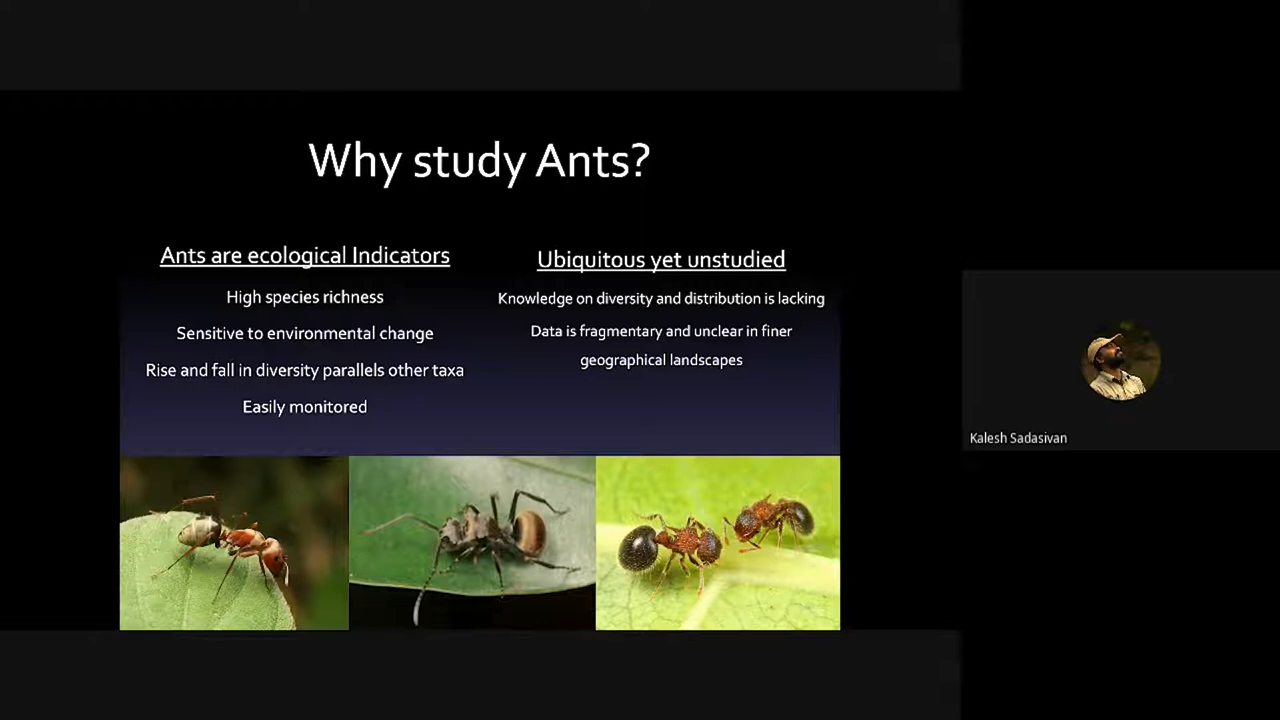 Why study Ants?
Ants are ecological Indicators
High species richness
Sensitive to environmental change
Rise and fall in diversity parallels other taxa
Easily monitored
Ubiquitous yet unstudied
Knowledge on diversity and distribution is lacking
Data is fragmentary and unclear in finer
geographical landscapes
Kalesh Sadasivan